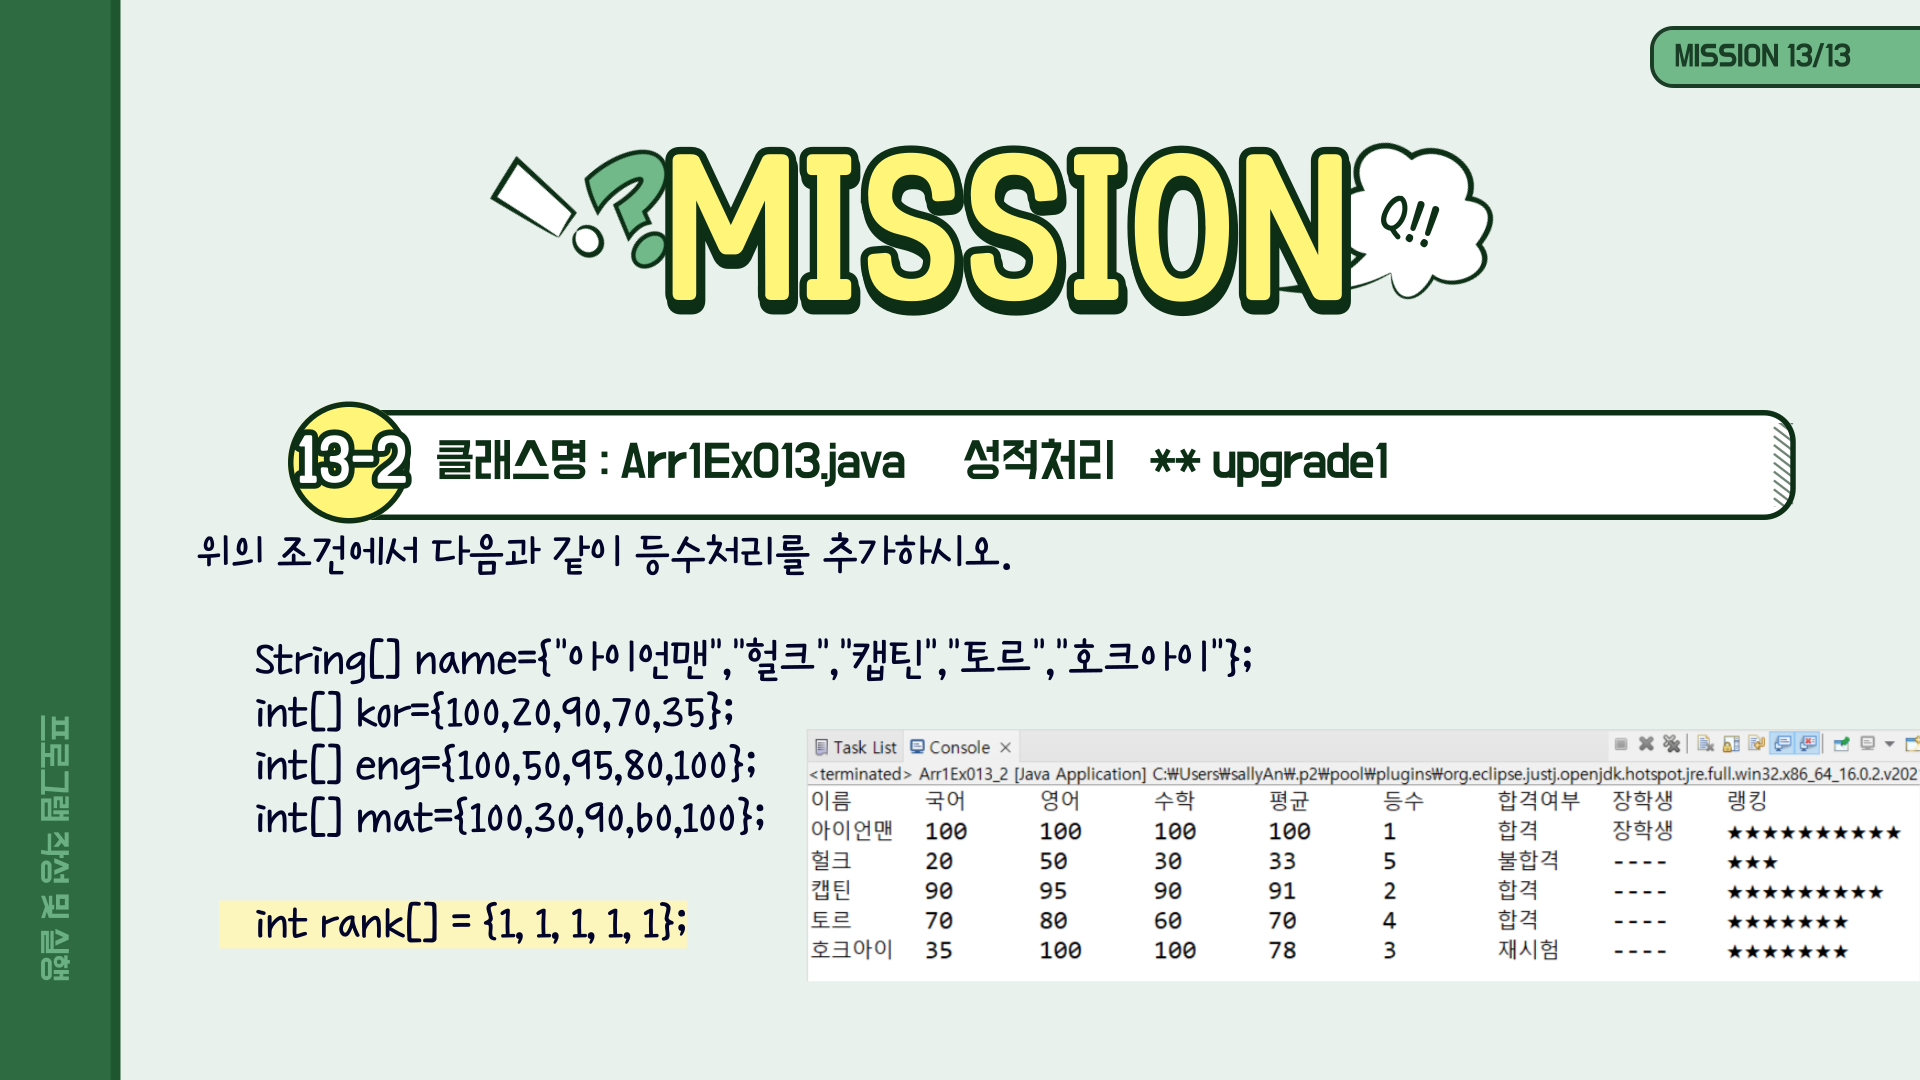 MISSION 13/13
MISSION
Q!!
13-2 클래스명 : Arr1Ex013.java 성적처리 ** upgrade1
위의 조건에서 다음과 같이 등수처리를 추가하시오.
String[] name={"아이언맨","헐크","캡틴","토르","호크아이"};
int[] kor={100,20,90,70,35};
int[] eng={100,50,95,80,100};
int[] mat={100,30,90,60,100};
int rank[] = {1, 1, 1, 1, 1};
Task List Console
<terminated> Arr1Ex013_2 [Java Application] C:₩Users₩sallyAn₩.p2₩pool₩plugins₩org.eclipse.justj.openjdk.hotspot.jre.full.win32.x86_64_16.0.2.v202
이름 국어 영어 수학 평균 등수 합격여부 장학생 랭킹
아이언맨 100 100 100 100 1 합격 장학생 ★★★★★★★★★★
헐크 20 50 30 33 5 불합격 ---- ★★★
캡틴 90 95 90 91 2 합격 ---- ★★★★★★★★★
토르 70 80 60 70 4 합격 ---- ★★★★★★★
호크아이 35 100 100 78 3 재시험 ---- ★★★★★★★
프로그램 작성 및 실행